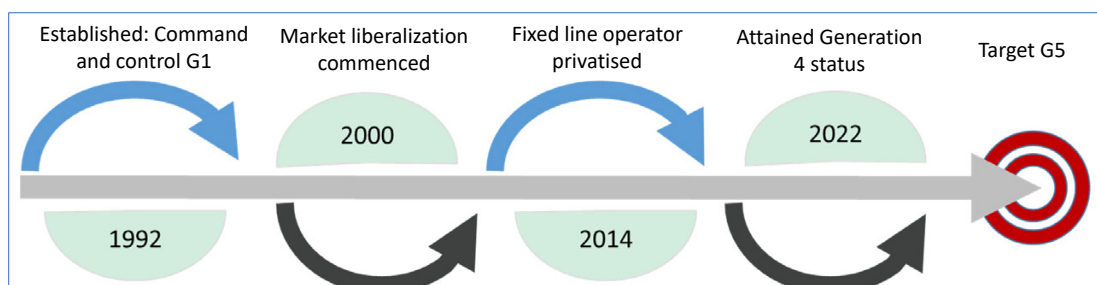 Established: Command
and control G1
Market liberalization
commenced
Fixed line operator
privatised
Attained Generation
4 status
Target G5
2000
2022
1992
2014